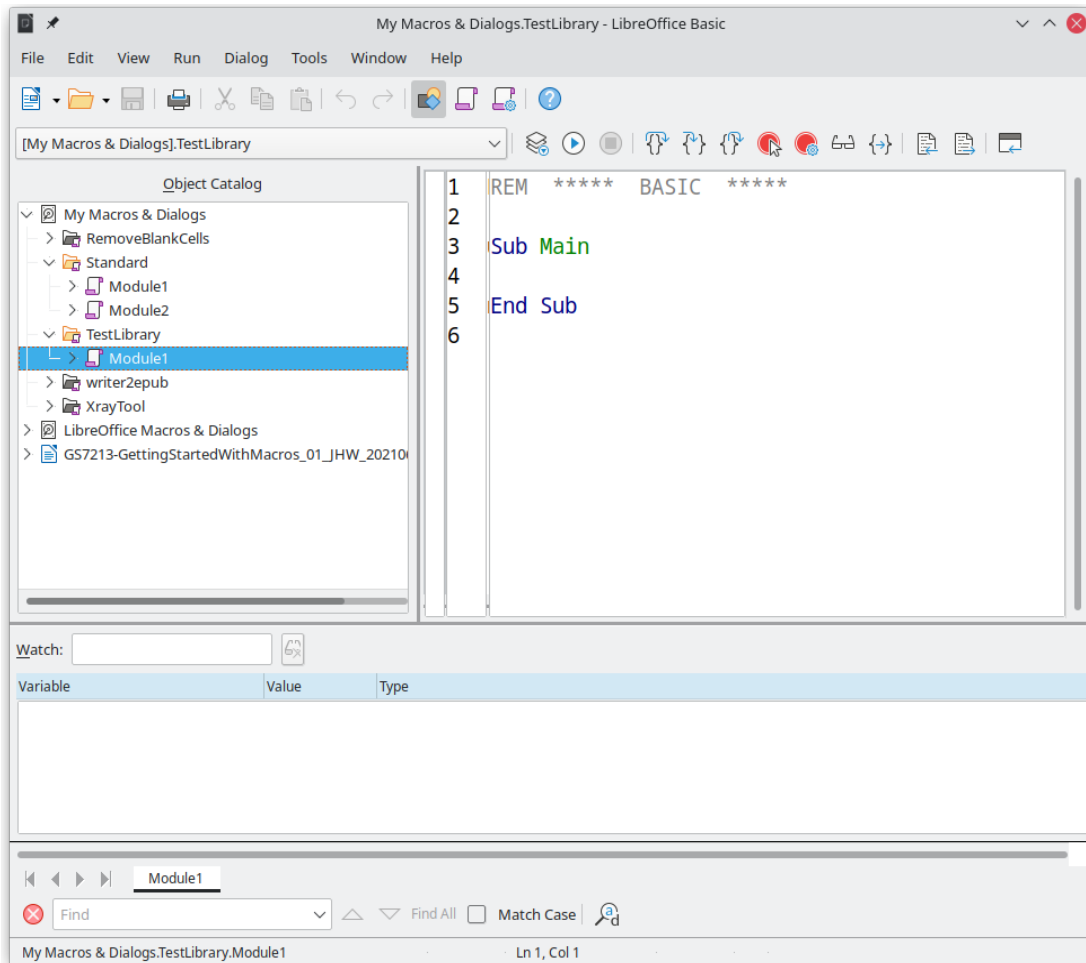 My Macros & Dialogs.TestLibrary - LibreOffice Basic
File Edit View Run Dialog Tools Window Help
[My Macros & Dialogs].TestLibrary
Object Catalog
My Macros & Dialogs
RemoveBlankCells
Standard
Module1
Module2
TestLibrary
Module1
writer2epub
XrayTool
LibreOffice Macros & Dialogs
GS7213-GettingStartedWithMacros_01_JHW_20210
1 REM ***** BASIC *****
2
3 Sub Main
4
5 End Sub
6
Watch:
Variable Value Type
Module1
Find Find All Match Case
My Macros & Dialogs.TestLibrary.Module1 Ln 1, Col 1